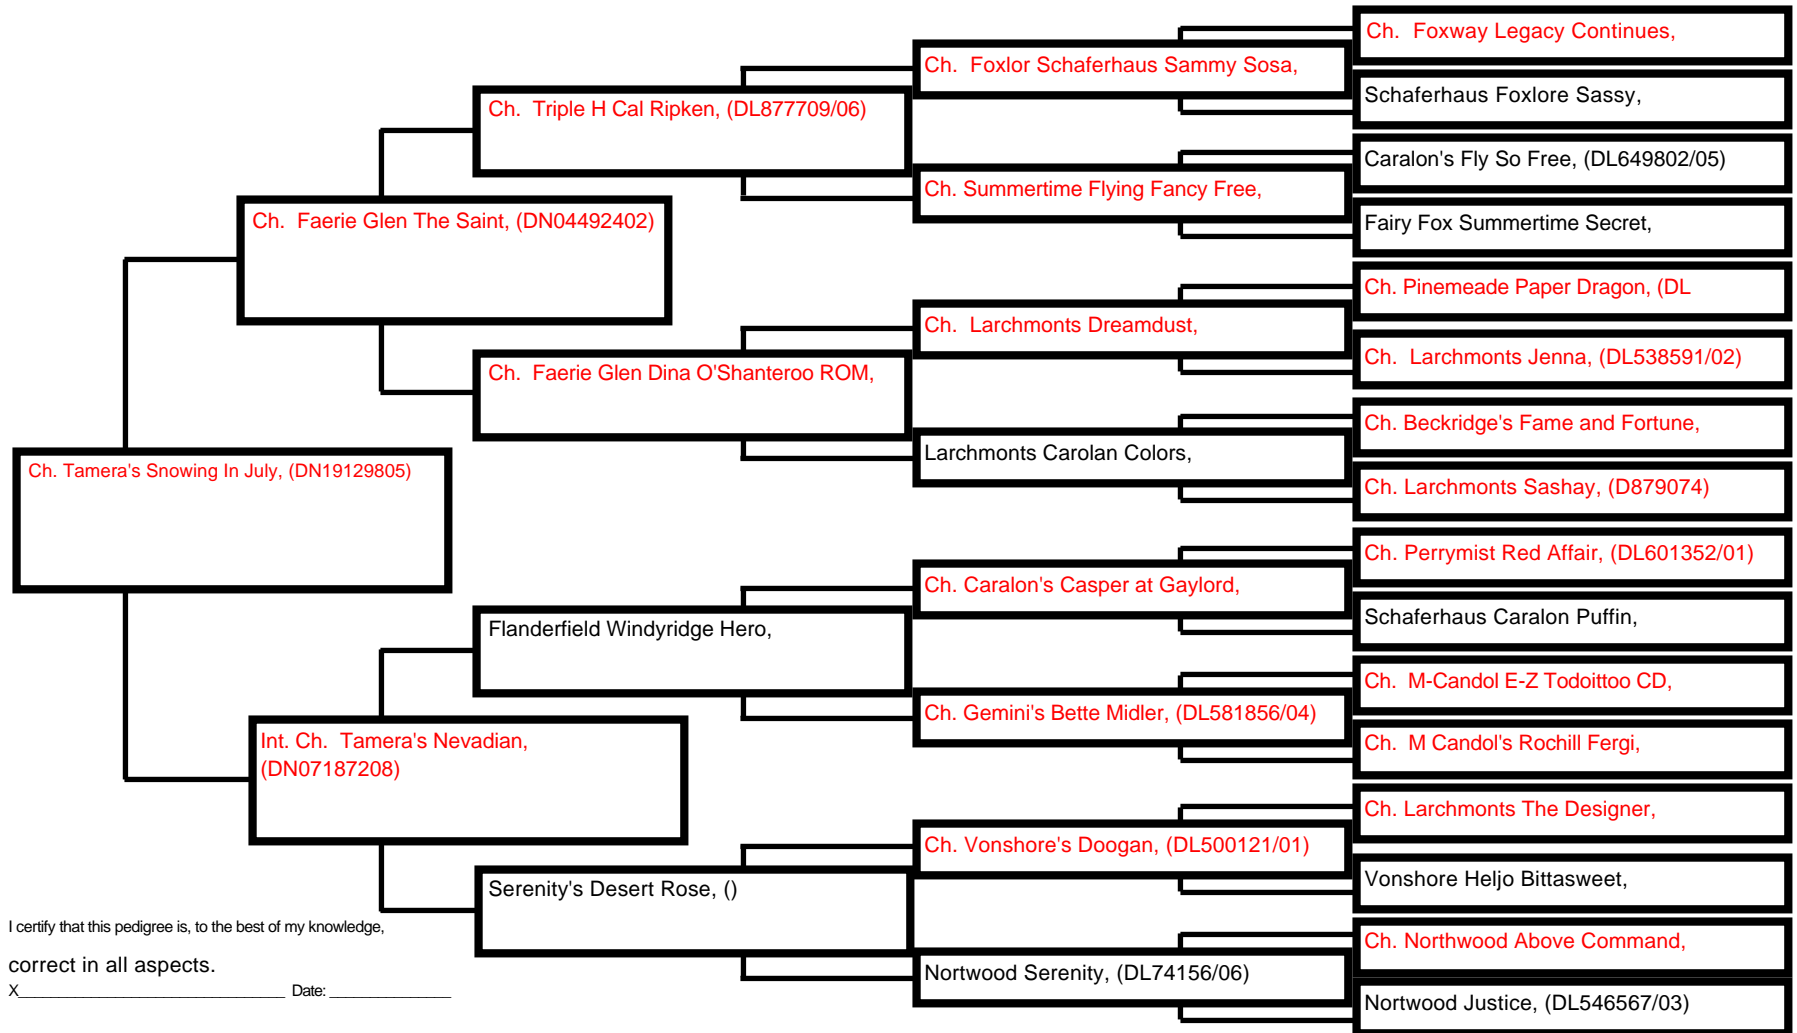 Ch. Foxway Legacy Continues,
Ch. Foxlor Schaferhaus Sammy Sosa,
Schaferhaus Foxlore Sassy,
Ch. Triple H Cal Ripken, (DL877709/06)
Caralon's Fly So Free, (DL649802/05)
Ch. Summertime Flying Fancy Free,
Fairy Fox Summertime Secret,
Ch. Faerie Glen The Saint, (DN04492402)
Ch. Pinemeade Paper Dragon, (DL
Ch. Larchmonts Dreamdust,
Ch. Larchmonts Jenna, (DL538591/02)
Ch. Faerie Glen Dina O'Shanteroo ROM,
Ch. Beckridge's Fame and Fortune,
Larchmonts Carolan Colors,
Ch. Larchmonts Sashay, (D879074)
Ch. Tamera's Snowing In July, (DN19129805)
Ch. Perrymist Red Affair, (DL601352/01)
Ch. Caralon's Casper at Gaylord,
Schaferhaus Caralon Puffin,
Flanderfield Windyridge Hero,
Ch. M-Candol E-Z Todoittoo CD,
Ch. Gemini's Bette Midler, (DL581856/04)
Ch. M Candol's Rochill Fergi,
Int. Ch. Tamera's Nevadian,
(DN07187208)
Ch. Larchmonts The Designer,
Ch. Vonshore's Doogan, (DL500121/01)
Vonshore Heljo Bittasweet,
Serenity's Desert Rose, ()
Ch. Northwood Above Command,
Nortwood Serenity, (DL74156/06)
Nortwood Justice, (DL546567/03)
I certify that this pedigree is, to the best of my knowledge,
correct in all aspects.
X_________________________________ Date: _______________